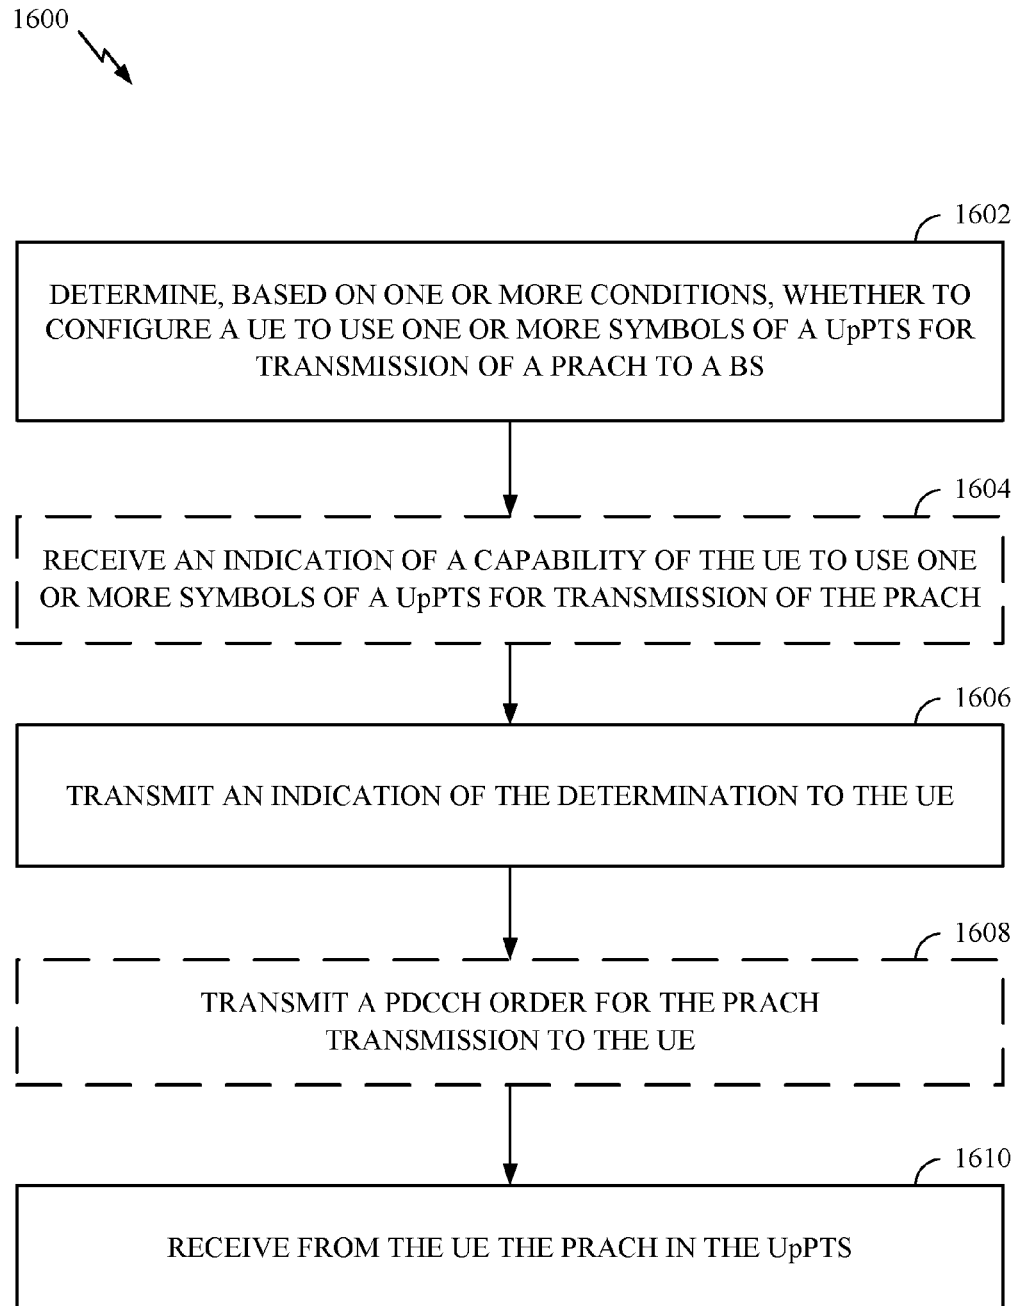 1600
1602
DETERMINE, BASED ON ONE OR MORE CONDITIONS, WHETHER TO
CONFIGURE A UE TO USE ONE OR MORE SYMBOLS OF A UpPTS FOR
TRANSMISSION OF A PRACH TO A BS
1604
RECEIVE AN INDICATION OF A CAPABILITY OF THE UE TO USE ONE
OR MORE SYMBOLS OF A UpPTS FOR TRANSMISSION OF THE PRACH
1606
TRANSMIT AN INDICATION OF THE DETERMINATION TO THE UE
1608
TRANSMIT A PDCCH ORDER FOR THE PRACH
TRANSMISSION TO THE UE
1610
RECEIVE FROM THE UE THE PRACH IN THE UpPTS